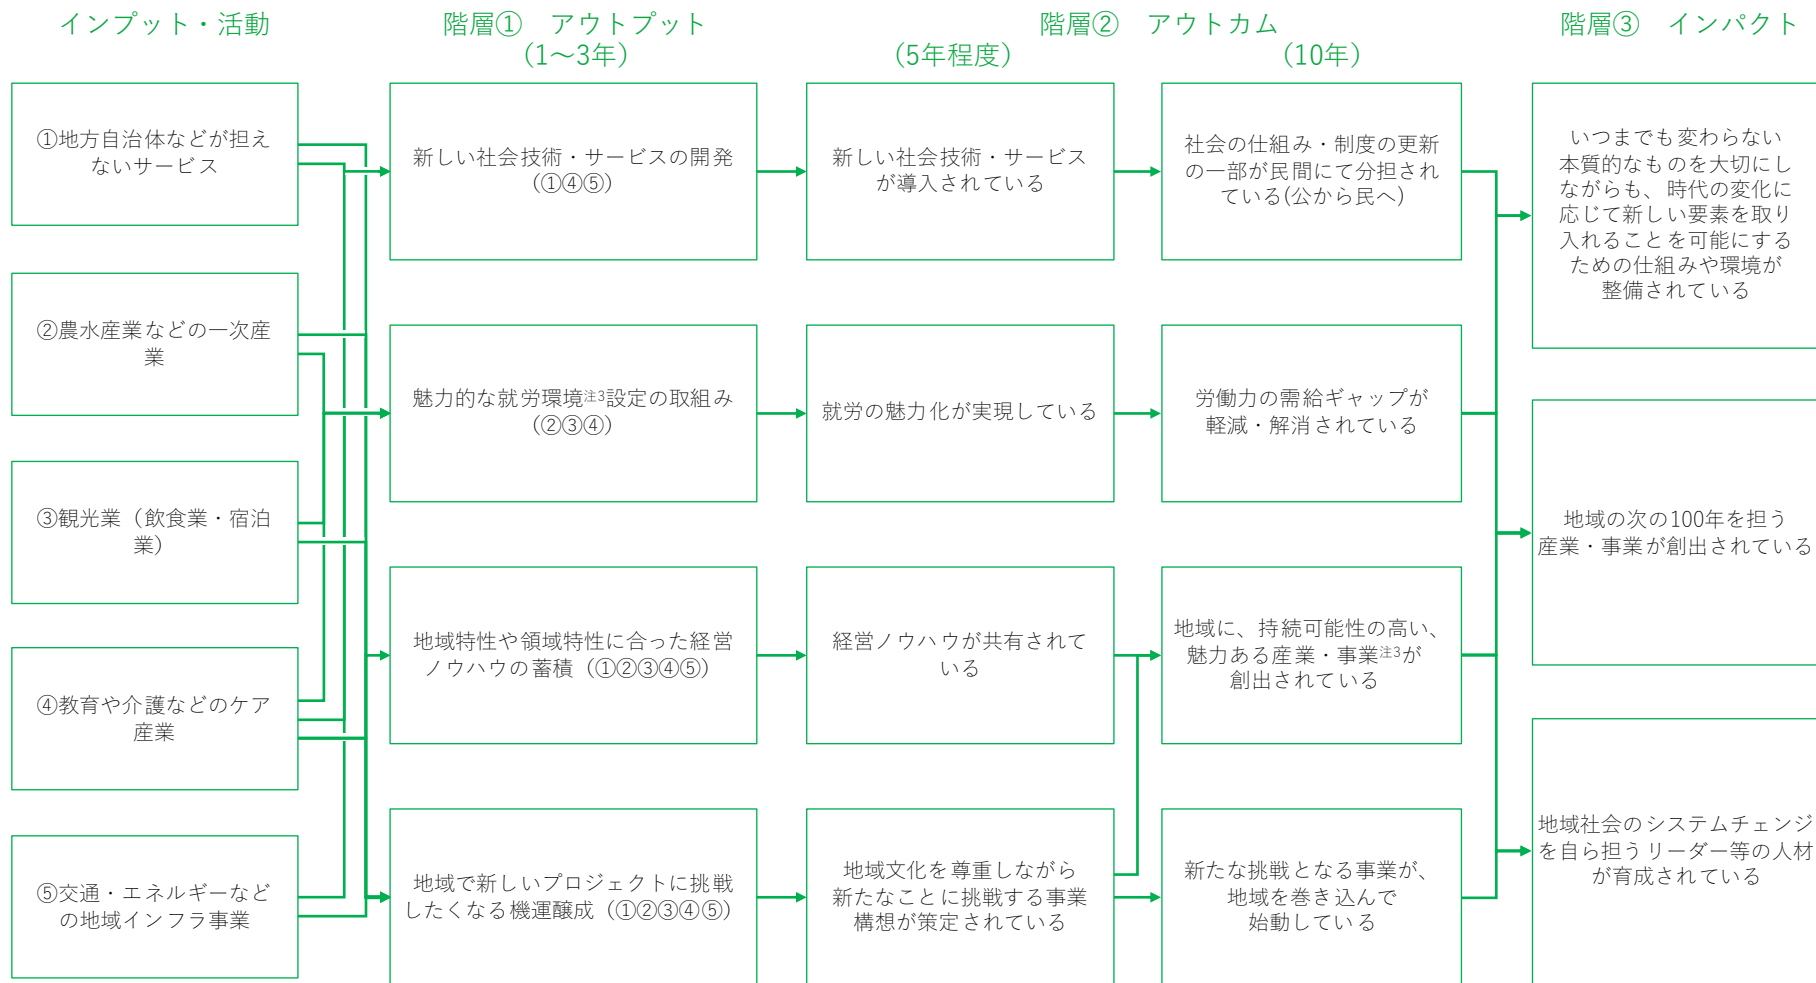 インプット・活動
階層① アウトプット
(1〜3年)
階層② アウトカム
(5年程度)
(10年)
階層③ インパクト
①地方自治体などが担え
ないサービス
②農水産業などの一次産
業
③観光業（飲食業・宿泊
業）
④教育や介護などのケア
産業
⑤交通・エネルギーなど
の地域インフラ事業
新しい社会技術・サービスの開発
（①④⑤）
魅力的な就労環境注3設定の取組み
（②③④）
地域特性や領域特性に合った経営
ノウハウの蓄積（①②③④⑤）
地域で新しいプロジェクトに挑戦
したくなる機運醸成（①②③④⑤）
新しい社会技術・サービス
が導入されている
就労の魅力化が実現している
経営ノウハウが共有されて
いる
地域文化を尊重しながら
新たなことに挑戦する事業
構想が策定されている
社会の仕組み・制度の更新
の一部が民間にて分担され
ている(公から民へ)
労働力の需給ギャップが
軽減・解消されている
地域に、持続可能性の高い、
魅力ある産業・事業注3が
創出されている
新たな挑戦となる事業が、
地域を巻き込んで
始動している
いつまでも変わらない
本質的なものを大切にし
ながらも、時代の変化に
応じて新しい要素を取り
入れることを可能にする
ための仕組みや環境が
整備されている
地域の次の100年を担う
産業・事業が創出されている
地域社会のシステムチェンジ
を自ら担うリーダー等の人材
が育成されている